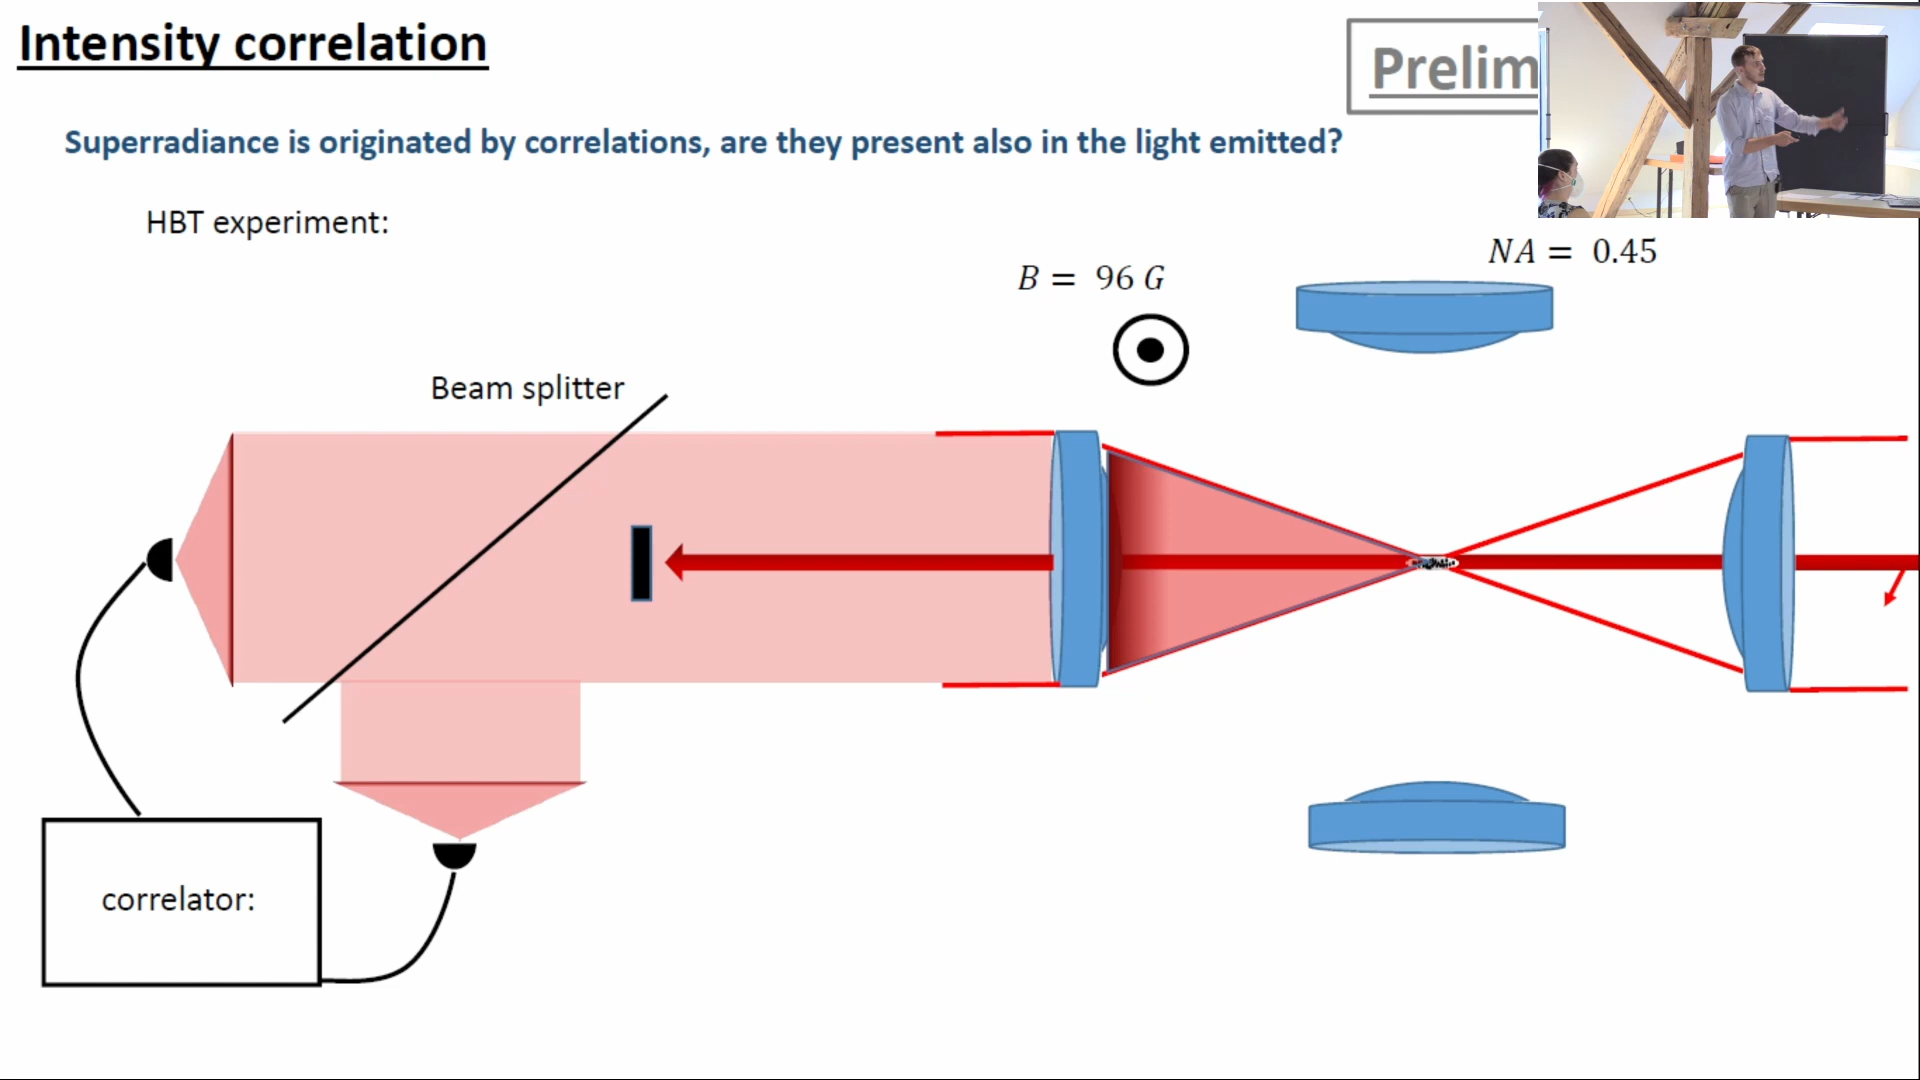 Intensity correlation
Prelim
Superradiance is originated by correlations, are they present also in the light emitted?
HBT experiment:
NA = 0.45
B = 96 G
Beam splitter
correlator: